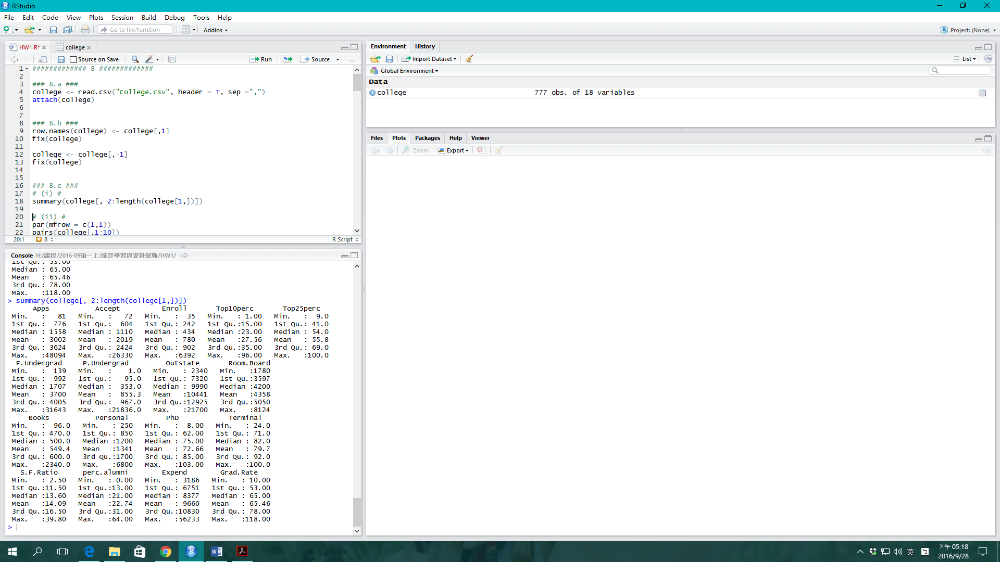 RStudio
File Edit Code View Plots Session Build Debug Tools Help
Go to file/function Addins Project: (None)
HW1.R* college
Source on Save Run Source
1 ############# 8 #############
2
3 ### 8.a ###
4 college <- read.csv("College.csv", header = T, sep =",")
5 attach(college)
6
7
8 ### 8.b ###
9 row.names(college) <- college[,1]
10 fix(college)
11
12 college <- college[,-1]
13 fix(college)
14
15
16 ### 8.c ###
17 # (i) #
18 summary(college[, 2:length(college[1,])])
19
20 # (ii) #
21 par(mfrow = c(1,1))
22 pairs(college[,1:10])
20:1 # 8 R Script
Console H:/課程/2016-09碩一上/統計學習與資料探勘/HW1/
1st Qu.: 53.00
Median : 65.00
Mean : 65.46
3rd Qu.: 78.00
Max. :118.00
> summary(college[, 2:length(college[1,])])
Apps Accept Enroll Top10perc Top25perc
Min. : 81 Min. : 72 Min. : 35 Min. : 1.00 Min. : 9.0
1st Qu.: 776 1st Qu.: 604 1st Qu.: 242 1st Qu.:15.00 1st Qu.: 41.0
Median : 1558 Median : 1110 Median : 434 Median :23.00 Median : 54.0
Mean : 3002 Mean : 2019 Mean : 780 Mean :27.56 Mean : 55.8
3rd Qu.: 3624 3rd Qu.: 2424 3rd Qu.: 902 3rd Qu.:35.00 3rd Qu.: 69.0
Max. :48094 Max. :26330 Max. :6392 Max. :96.00 Max. :100.0
F.Undergrad P.Undergrad Outstate Room.Board
Min. : 139 Min. : 1.0 Min. : 2340 Min. :1780
1st Qu.: 992 1st Qu.: 95.0 1st Qu.: 7320 1st Qu.:3597
Median : 1707 Median : 353.0 Median : 9990 Median :4200
Mean : 3700 Mean : 855.3 Mean :10441 Mean :4358
3rd Qu.: 4005 3rd Qu.: 967.0 3rd Qu.:12925 3rd Qu.:5050
Max. :31643 Max. :21836.0 Max. :21700 Max. :8124
Books Personal PhD Terminal
Min. : 96.0 Min. : 250 Min. : 8.00 Min. : 24.0
1st Qu.: 470.0 1st Qu.: 850 1st Qu.: 62.00 1st Qu.: 71.0
Median : 500.0 Median :1200 Median : 75.00 Median : 82.0
Mean : 549.4 Mean :1341 Mean : 72.66 Mean : 79.7
3rd Qu.: 600.0 3rd Qu.:1700 3rd Qu.: 85.00 3rd Qu.: 92.0
Max. :2340.0 Max. :6800 Max. :103.00 Max. :100.0
S.F.Ratio perc.alumni Expend Grad.Rate
Min. : 2.50 Min. : 0.00 Min. : 3186 Min. : 10.00
1st Qu.:11.50 1st Qu.:13.00 1st Qu.: 6751 1st Qu.: 53.00
Median :13.60 Median :21.00 Median : 8377 Median : 65.00
Mean :14.09 Mean :22.74 Mean : 9660 Mean : 65.46
3rd Qu.:16.50 3rd Qu.:31.00 3rd Qu.:10830 3rd Qu.: 78.00
Max. :39.80 Max. :64.00 Max. :56233 Max. :118.00
>
Environment History
Import Dataset List
Global Environment
Data
college 777 obs. of 18 variables
Files Plots Packages Help Viewer
Zoom Export
英 下午 05:18
2016/9/28